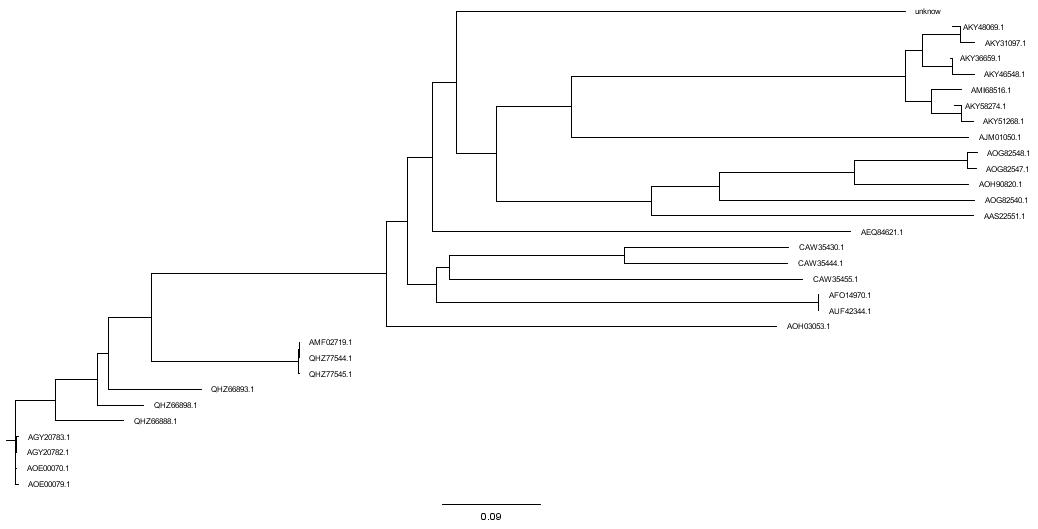 unknow
AKY48069.1
AKY31097.1
AKY36659.1
AKY46548.1
AMI68516.1
AKY58274.1
AKY51268.1
AJM01050.1
AOG82548.1
AOG82547.1
AOH90820.1
AOG82540.1
AAS22551.1
AEQ84621.1
CAW35430.1
CAW35444.1
CAW35455.1
AFO14970.1
AUF42344.1
AOH03053.1
AMF02719.1
QHZ77544.1
QHZ77545.1
QHZ66893.1
QHZ66898.1
QHZ66888.1
AGY20783.1
AGY20782.1
AOE00070.1
AOE00079.1
0.09